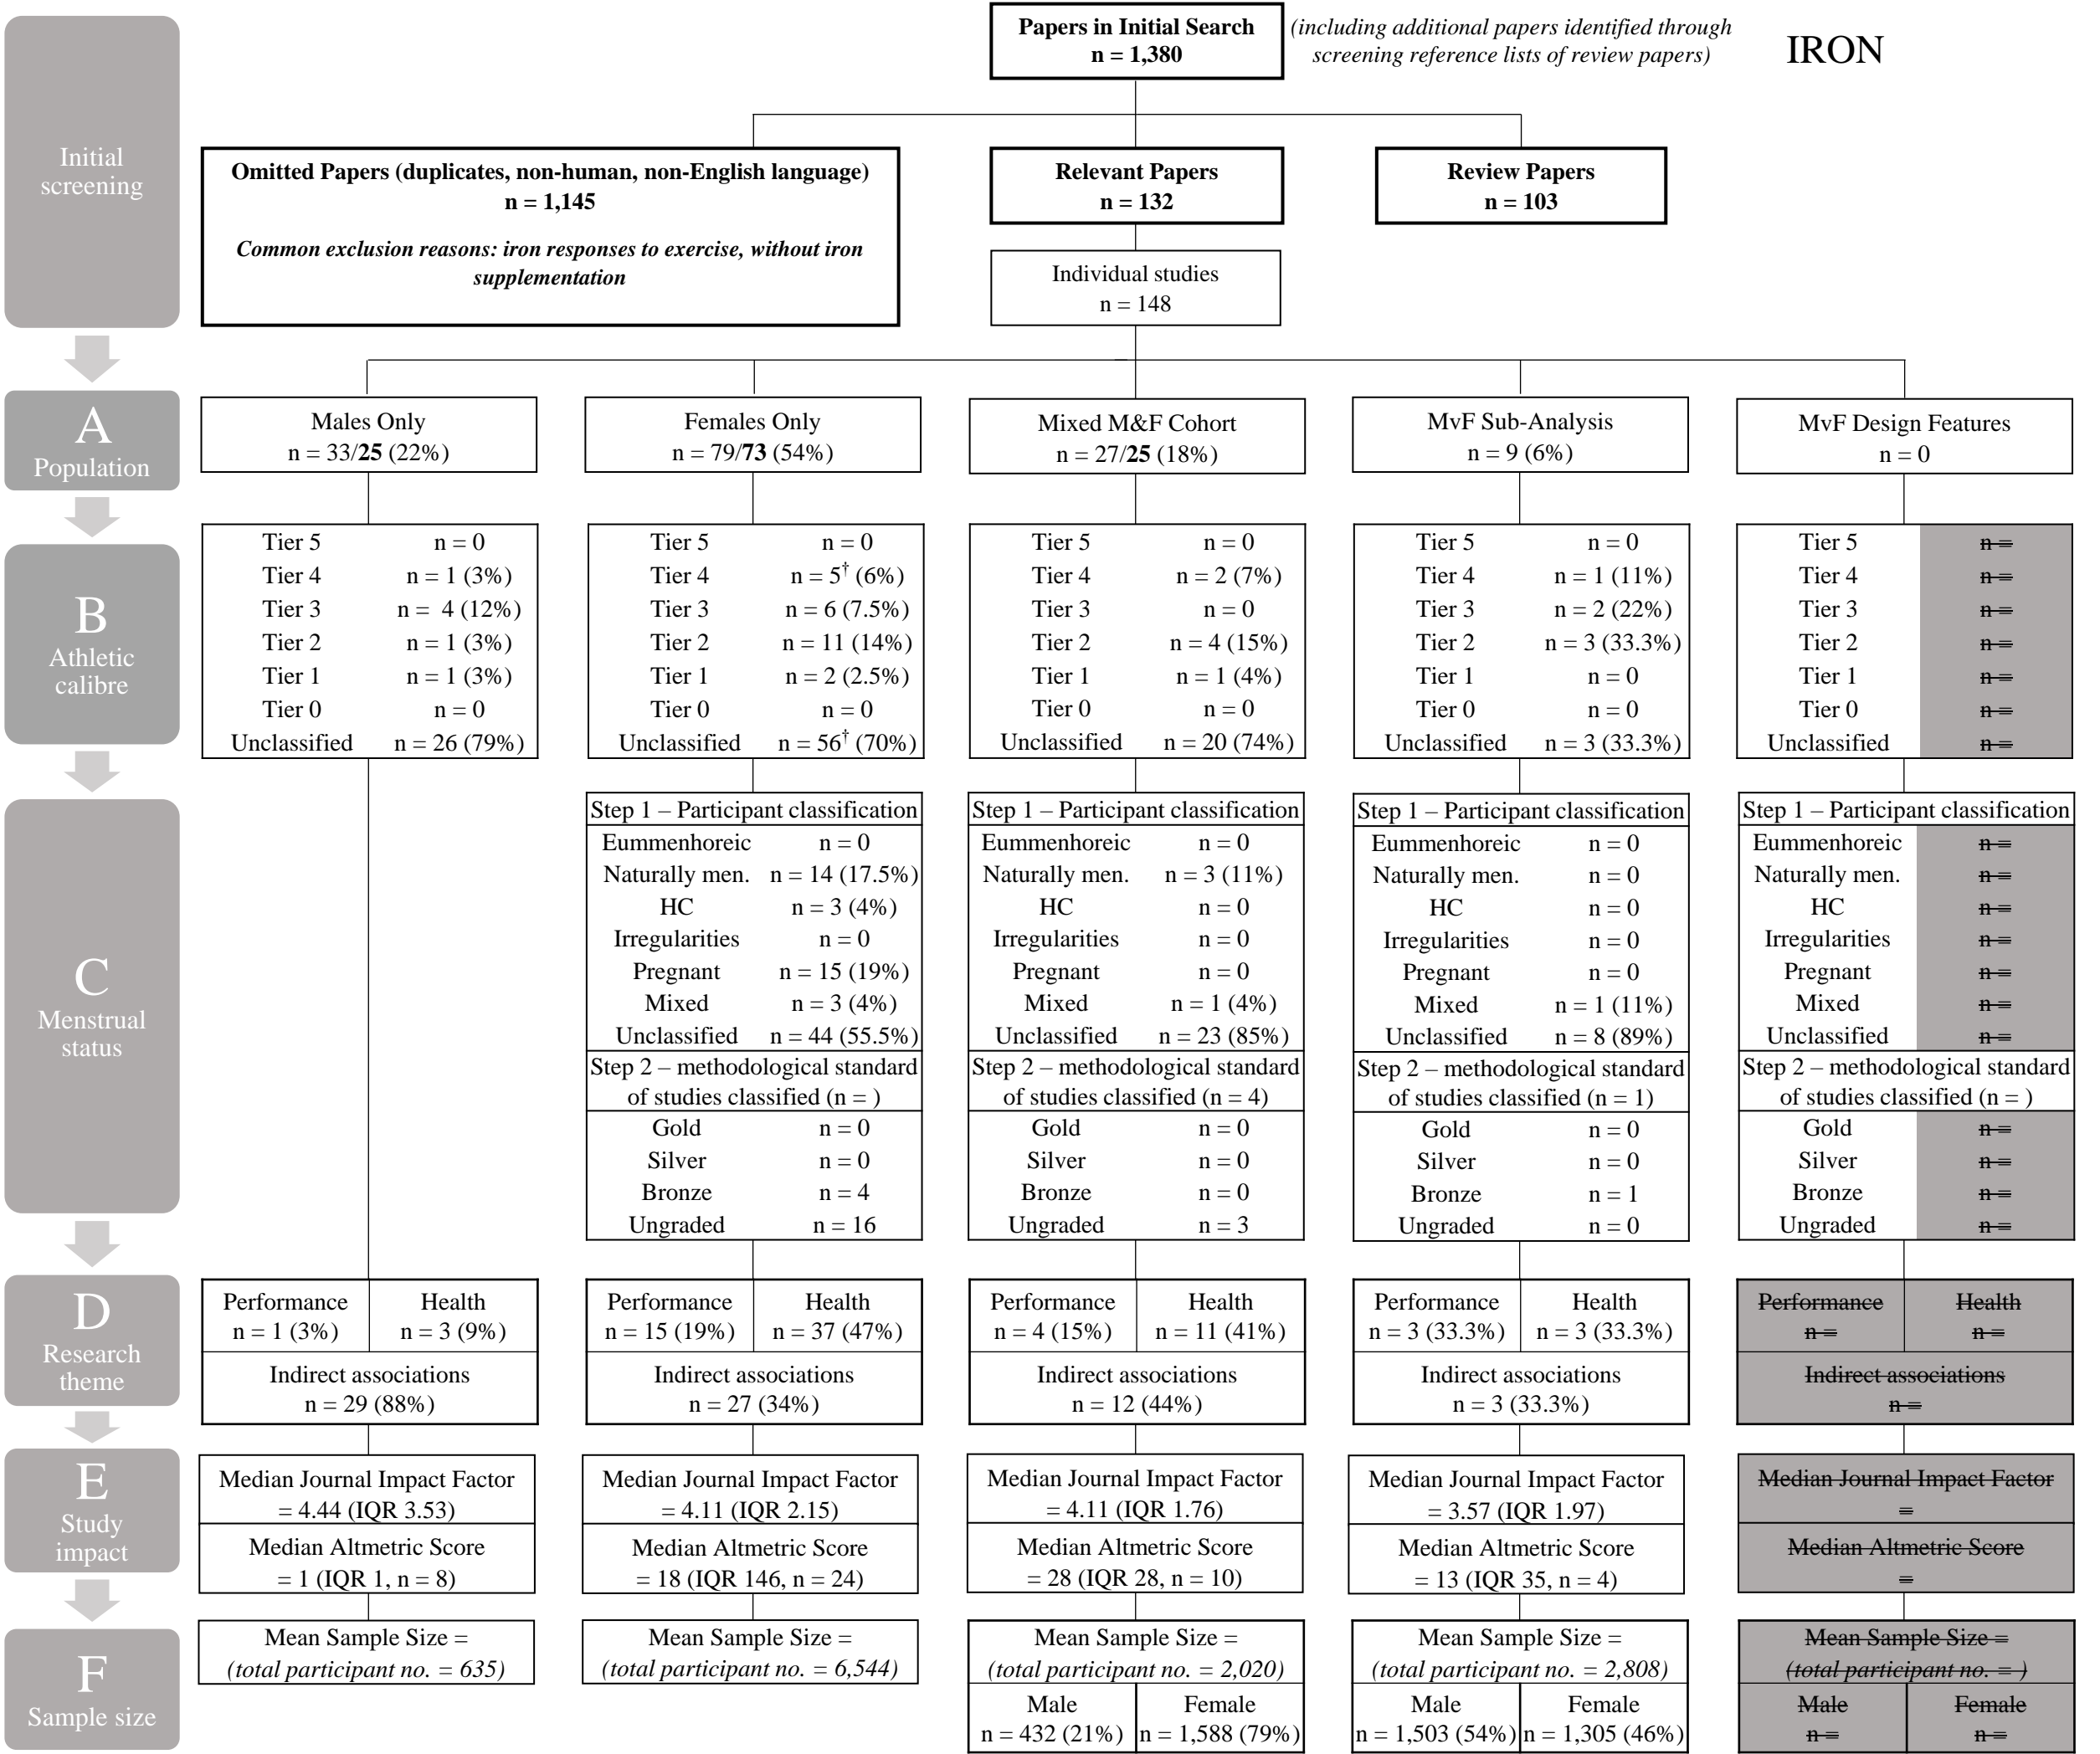 Papers in Initial Search
n = 1,380
(including additional papers identified through
screening reference lists of review papers)
IRON
Initial
screening
Omitted Papers (duplicates, non-human, non-English language)
n = 1,145
Common exclusion reasons: iron responses to exercise, without iron
supplementation
Relevant Papers
n = 132
Review Papers
n = 103
Individual studies
n = 148
A
Population
Males Only
n = 33/25 (22%)
Females Only
n = 79/73 (54%)
Mixed M&F Cohort
n = 27/25 (18%)
MvF Sub-Analysis
n = 9 (6%)
MvF Design Features
n = 0
B
Athletic
calibre
Tier 5 n = 0
Tier 4 n = 1 (3%)
Tier 3 n = 4 (12%)
Tier 2 n = 1 (3%)
Tier 1 n = 1 (3%)
Tier 0 n = 0
Unclassified n = 26 (79%)
Tier 5 n = 0
Tier 4 n = 5† (6%)
Tier 3 n = 6 (7.5%)
Tier 2 n = 11 (14%)
Tier 1 n = 2 (2.5%)
Tier 0 n = 0
Unclassified n = 56† (70%)
Tier 5 n = 0
Tier 4 n = 2 (7%)
Tier 3 n = 0
Tier 2 n = 4 (15%)
Tier 1 n = 1 (4%)
Tier 0 n = 0
Unclassified n = 20 (74%)
Tier 5 n = 0
Tier 4 n = 1 (11%)
Tier 3 n = 2 (22%)
Tier 2 n = 3 (33.3%)
Tier 1 n = 0
Tier 0 n = 0
Unclassified n = 3 (33.3%)
Tier 5 n =
Tier 4 n =
Tier 3 n =
Tier 2 n =
Tier 1 n =
Tier 0 n =
Unclassified n =
C
Menstrual
status
Step 1 – Participant classification
Eummenhoreic n = 0
Naturally men. n = 14 (17.5%)
HC n = 3 (4%)
Irregularities n = 0
Pregnant n = 15 (19%)
Mixed n = 3 (4%)
Unclassified n = 44 (55.5%)
Step 2 – methodological standard
of studies classified (n = )
Gold n = 0
Silver n = 0
Bronze n = 4
Ungraded n = 16
Step 1 – Participant classification
Eummenhoreic n = 0
Naturally men. n = 3 (11%)
HC n = 0
Irregularities n = 0
Pregnant n = 0
Mixed n = 1 (4%)
Unclassified n = 23 (85%)
Step 2 – methodological standard
of studies classified (n = 4)
Gold n = 0
Silver n = 0
Bronze n = 0
Ungraded n = 3
Step 1 – Participant classification
Eummenhoreic n = 0
Naturally men. n = 0
HC n = 0
Irregularities n = 0
Pregnant n = 0
Mixed n = 1 (11%)
Unclassified n = 8 (89%)
Step 2 – methodological standard
of studies classified (n = 1)
Gold n = 0
Silver n = 0
Bronze n = 1
Ungraded n = 0
Step 1 – Participant classification
Eummenhoreic n =
Naturally men. n =
HC n =
Irregularities n =
Pregnant n =
Mixed n =
Unclassified n =
Step 2 – methodological standard
of studies classified (n = )
Gold n =
Silver n =
Bronze n =
Ungraded n =
D
Research
theme
Performance
n = 1 (3%)
Health
n = 3 (9%)
Indirect associations
n = 29 (88%)
Performance
n = 15 (19%)
Health
n = 37 (47%)
Indirect associations
n = 27 (34%)
Performance
n = 4 (15%)
Health
n = 11 (41%)
Indirect associations
n = 12 (44%)
Performance
n = 3 (33.3%)
Health
n = 3 (33.3%)
Indirect associations
n = 3 (33.3%)
Performance
n =
Health
n =
Indirect associations
n =
E
Study
impact
Median Journal Impact Factor
= 4.44 (IQR 3.53)
Median Altmetric Score
= 1 (IQR 1, n = 8)
Median Journal Impact Factor
= 4.11 (IQR 2.15)
Median Altmetric Score
= 18 (IQR 146, n = 24)
Median Journal Impact Factor
= 4.11 (IQR 1.76)
Median Altmetric Score
= 28 (IQR 28, n = 10)
Median Journal Impact Factor
= 3.57 (IQR 1.97)
Median Altmetric Score
= 13 (IQR 35, n = 4)
Median Journal Impact Factor
=
Median Altmetric Score
=
F
Sample size
Mean Sample Size =
(total participant no. = 635)
Mean Sample Size =
(total participant no. = 6,544)
Mean Sample Size =
(total participant no. = 2,020)
Male
n = 432 (21%)
Female
n = 1,588 (79%)
Mean Sample Size =
(total participant no. = 2,808)
Male
n = 1,503 (54%)
Female
n = 1,305 (46%)
Mean Sample Size =
(total participant no. = )
Male
n =
Female
n =